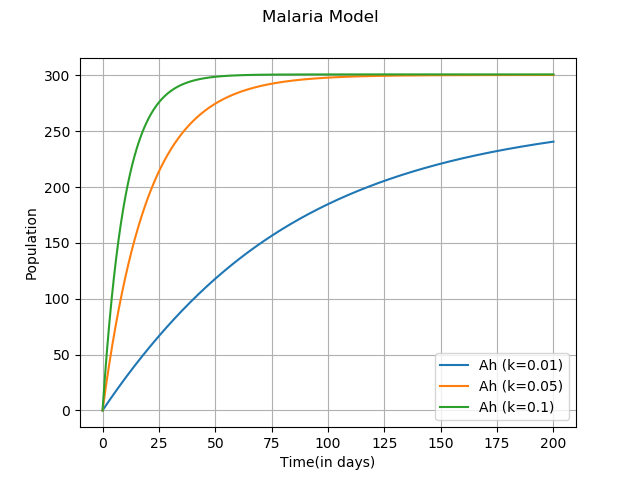 Malaria Model
300
250
200
150
100
50
0
Population
Ah (k=0.01)
Ah (k=0.05)
Ah (k=0.1)
0 25 50 75 100 125 150 175 200
Time(in days)